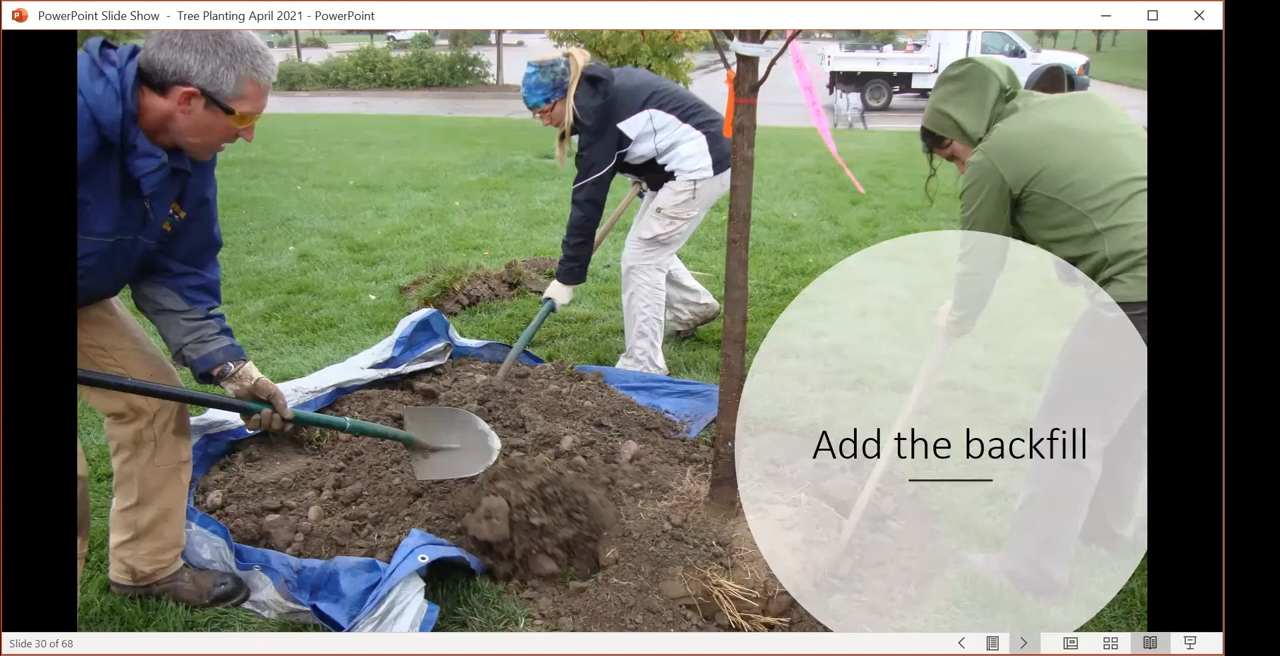 PowerPoint Slide Show - Tree Planting April 2021 - PowerPoint
Add the backfill
Slide 30 of 68